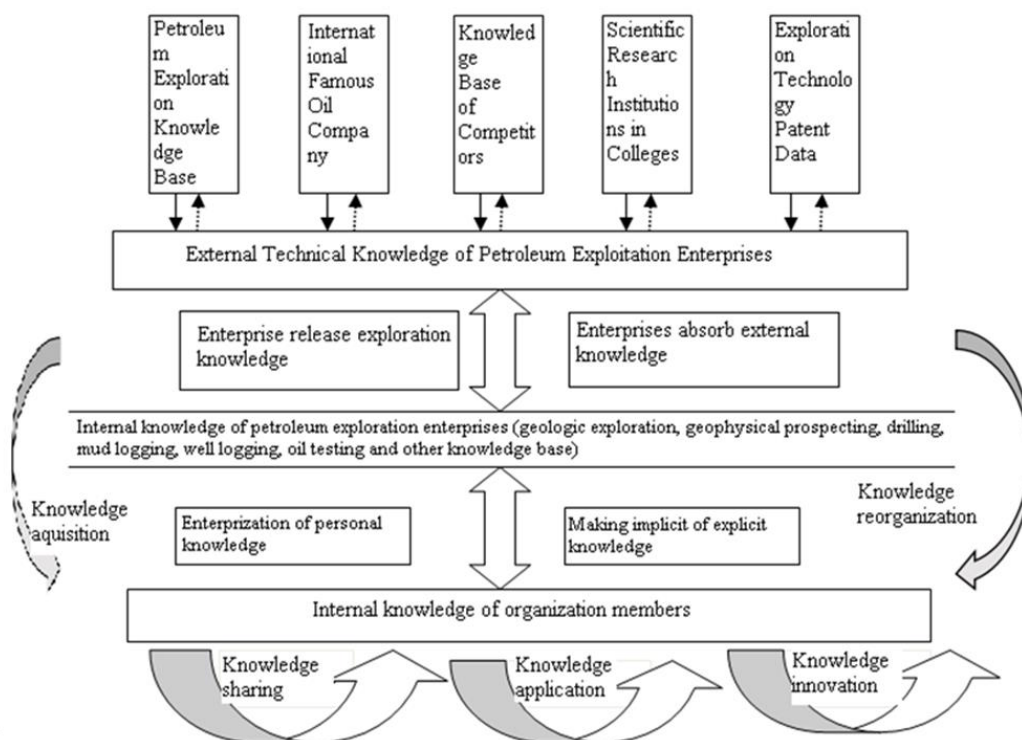 Petroleu
m
Explorati
on
Knowle
dge
Base
Internat
ional
Famous
Oil
Compa
ny
Knowled
ge
Base
of
Competit
ors
Scientific
Researc
h
Institutio
ns in
Colleges
Explorati
on
Technolo
gy
Patent
Data
External Technical Knowledge of Petroleum Exploitation Enterprises
Enterprise release exploration
knowledge
Enterprises absorb external
knowledge
Internal knowledge of petroleum exploration enterprises (geologic exploration, geophysical prospecting, drilling,
mud logging, well logging, oil testing and other knowledge base)
Knowledge
aquisition
Enterprization of personal
knowledge
Making implicit of explicit
knowledge
Knowledge
reorganization
Internal knowledge of organization members
Knowledge
sharing
Knowledge
application
Knowledge
innovation